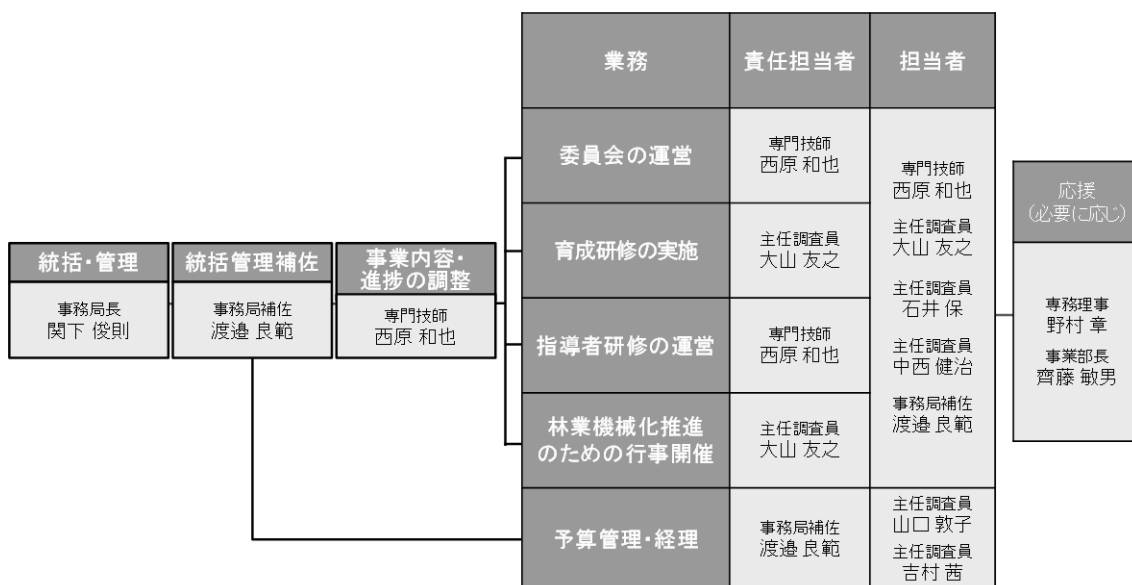 統括・管理
事務局長
関下 俊則
統括管理補佐
事務局補佐
渡邉 良範
事業内容・
進捗の調整
専門技師
西原 和也
業務
責任担当者
担当者
委員会の運営
専門技師
西原 和也
育成研修の実施
主任調査員
大山 友之
指導者研修の運営
専門技師
西原 和也
林業機械化推進
のための行事開催
主任調査員
大山 友之
専門技師
西原 和也
主任調査員
大山 友之
主任調査員
石井 保
主任調査員
中西 健治
事務局補佐
渡邉 良範
予算管理・経理
事務局補佐
渡邉 良範
主任調査員
山口 敦子
主任調査員
吉村 茜
応援
(必要に応じ)
専務理事
野村 章
事業部長
齊藤 敏男